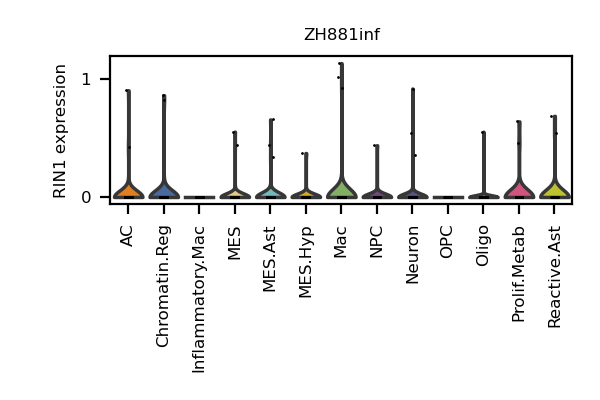 ZH881inf
RIN1 expression
1
0
AC
Chromatin.Reg
Inflammatory.Mac
MES
MES.Ast
MES.Hyp
Mac
NPC
Neuron
OPC
Oligo
Prolif.Metab
Reactive.Ast